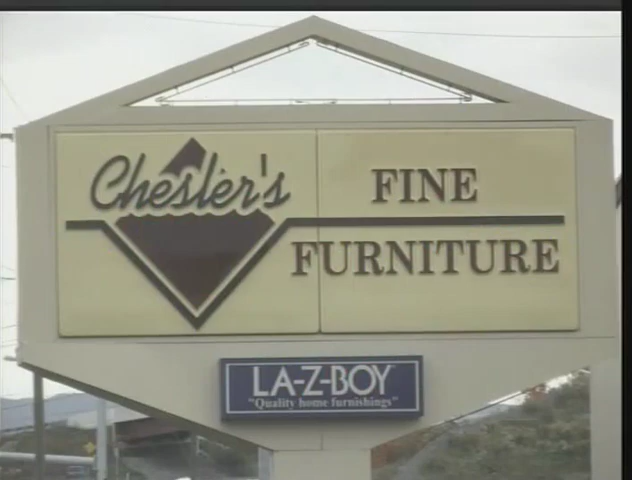 Chesler's
FINE
FURNITURE
LA-Z-BOY
"Quality home furnishings"